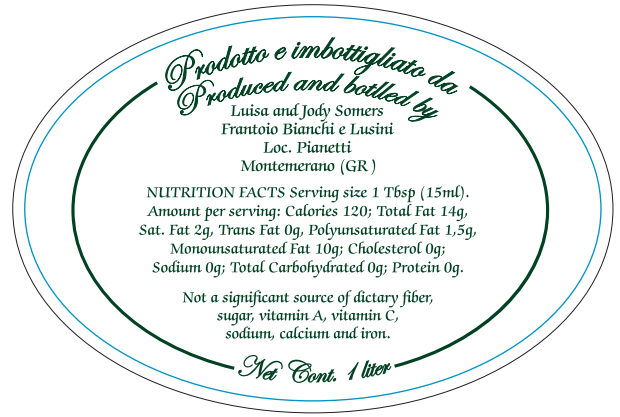 Prodotto e imbottigliato da
Produced and botlled by
Luisa and Jody Somers
Frantoio Bianchi e Lusini
Loc. Pianetti
Montemerano (GR )
NUTRITION FACTS Serving size 1 Tbsp (15ml).
Amount per serving: Calories 120; Total Fat 14g,
Sat. Fat 2g, Trans Fat 0g, Polyunsaturated Fat 1,5g,
Monounsaturated Fat 10g; Cholesterol 0g;
Sodium 0g; Total Carbohydrated 0g; Protein 0g.
Not a significant source of dictary fiber,
sugar, vitamin A, vitamin C,
sodium, calcium and iron.
Net Cont. 1 liter